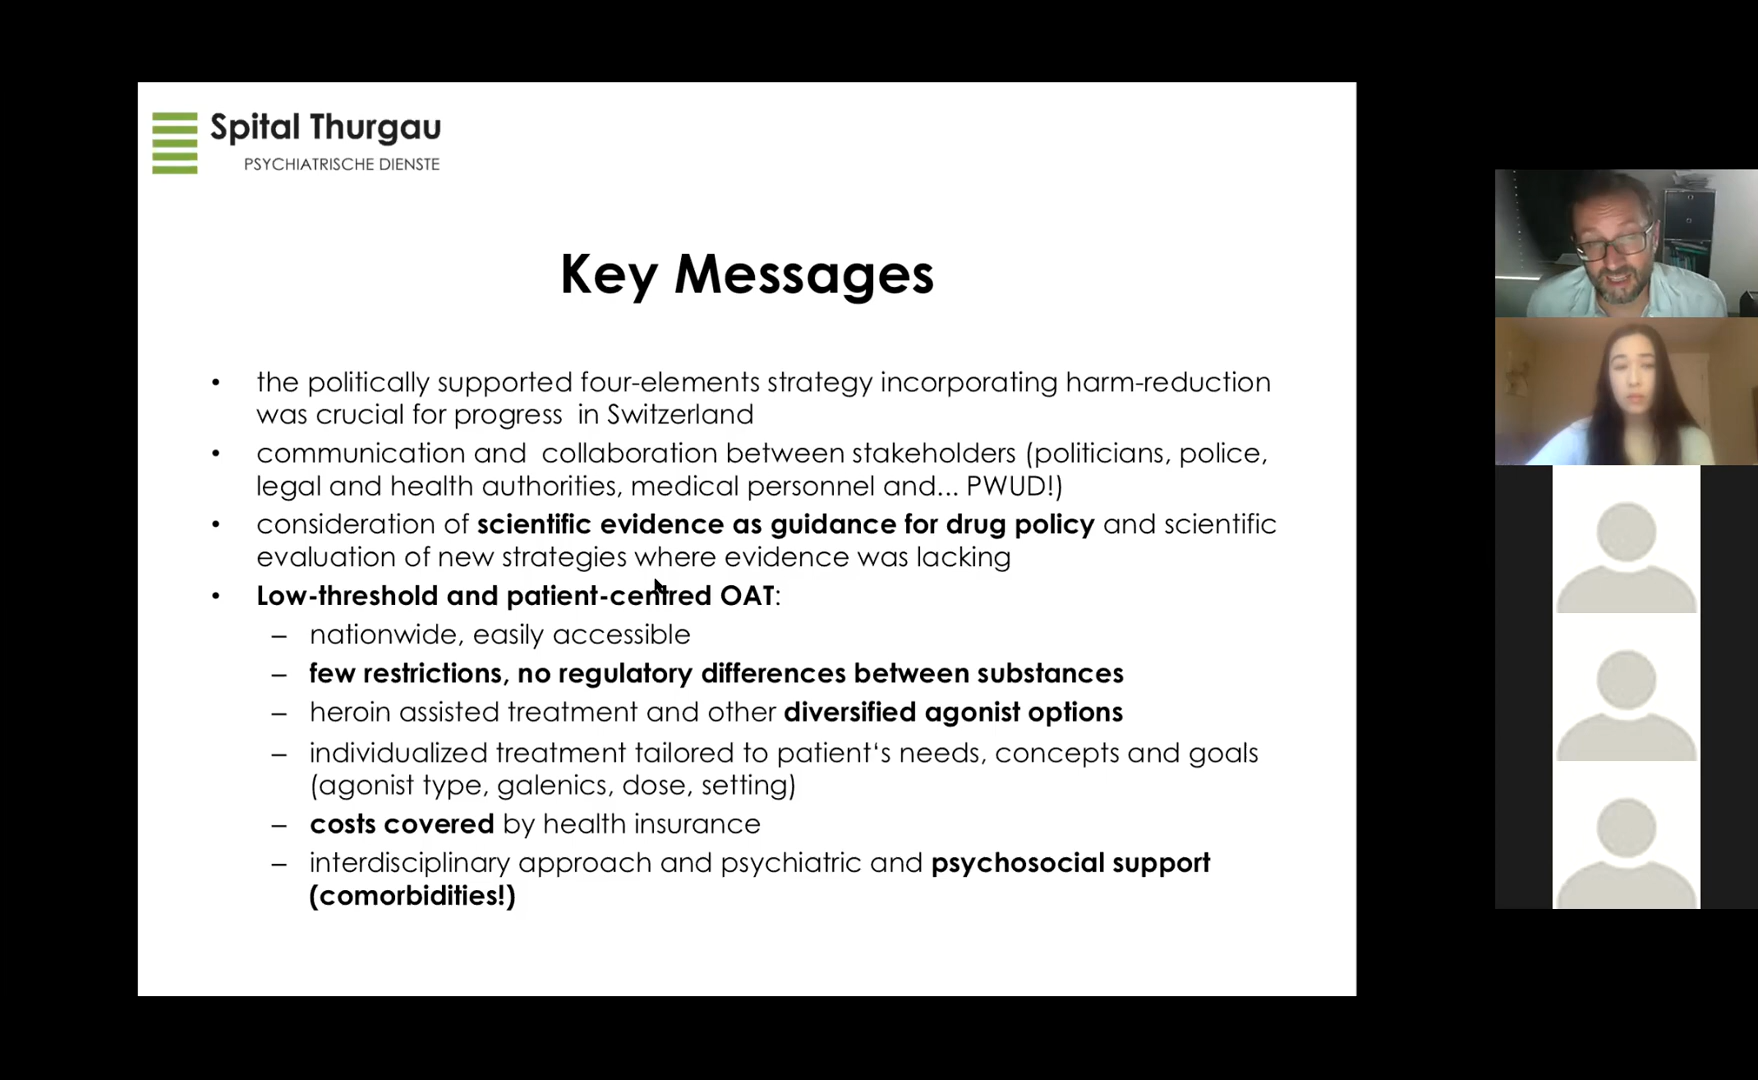 Spital Thurgau
PSYCHIATRISCHE DIENSTE
Key Messages
• the politically supported four-elements strategy incorporating harm-reduction
was crucial for progress  in Switzerland
• communication and  collaboration between stakeholders (politicians, police,
legal and health authorities, medical personnel and... PWUD!)
• consideration of scientific evidence as guidance for drug policy and scientific
evaluation of new strategies where evidence was lacking
• Low-threshold and patient-centred OAT:
– nationwide, easily accessible
– few restrictions, no regulatory differences between substances
– heroin assisted treatment and other diversified agonist options
– individualized treatment tailored to patient‘s needs, concepts and goals
(agonist type, galenics, dose, setting)
– costs covered by health insurance
– interdisciplinary approach and psychiatric and psychosocial support
(comorbidities!)